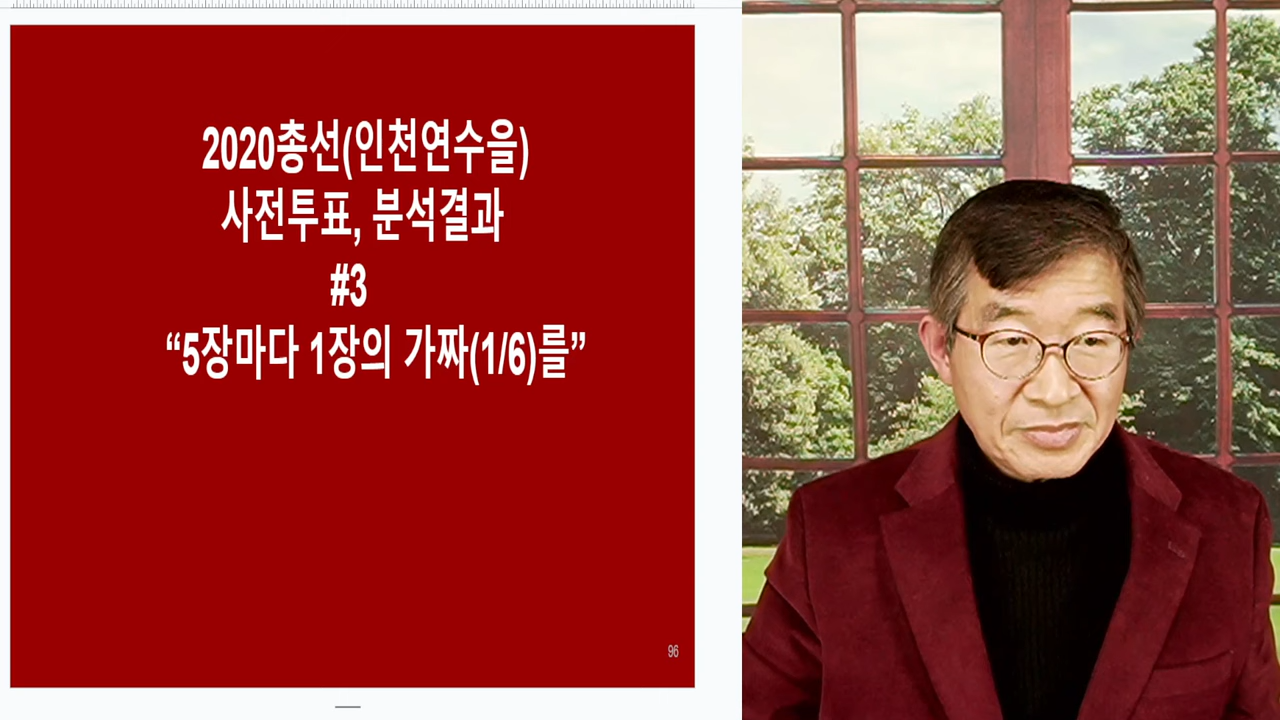 2020총선(인천연수을)
사전투표, 분석결과
#3
“5장마다 1장의 가짜(1/6)를”
96